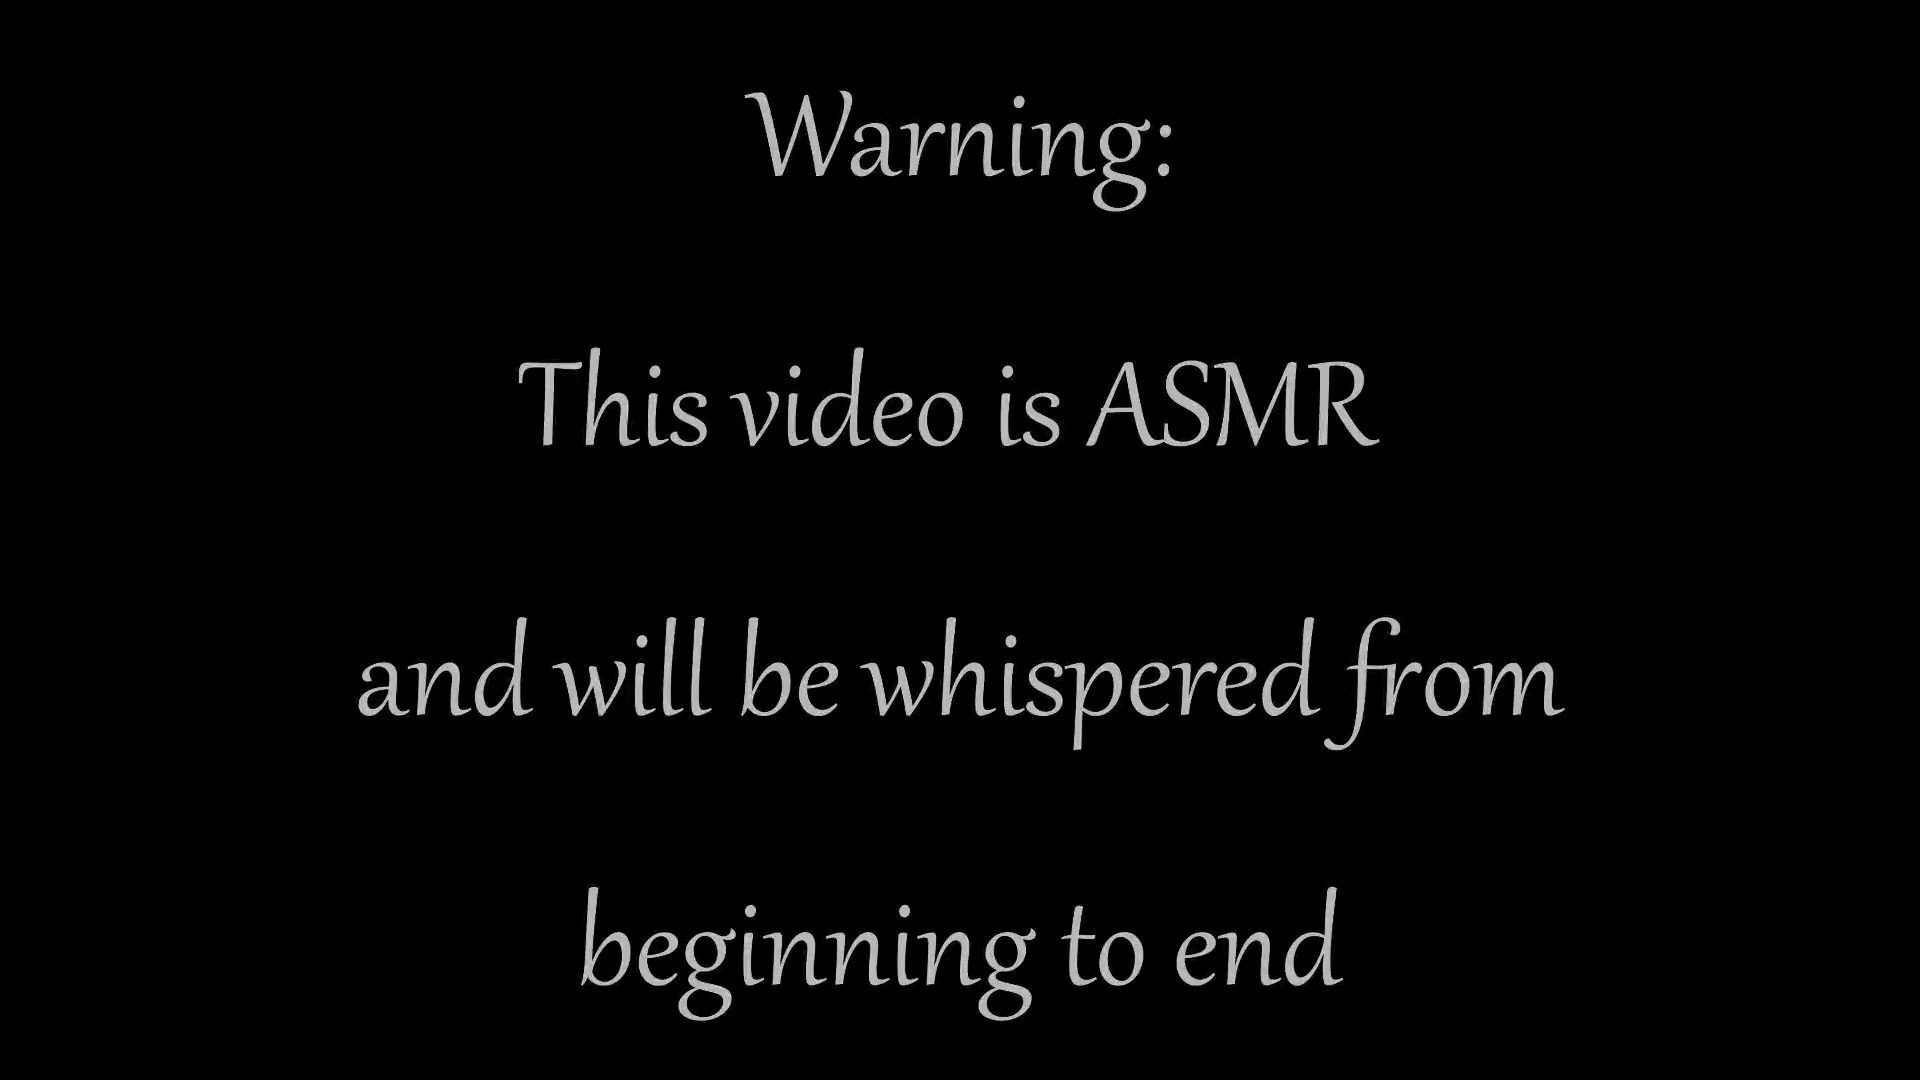 Warning:
This video is ASMR
and will be whispered from
beginning to end